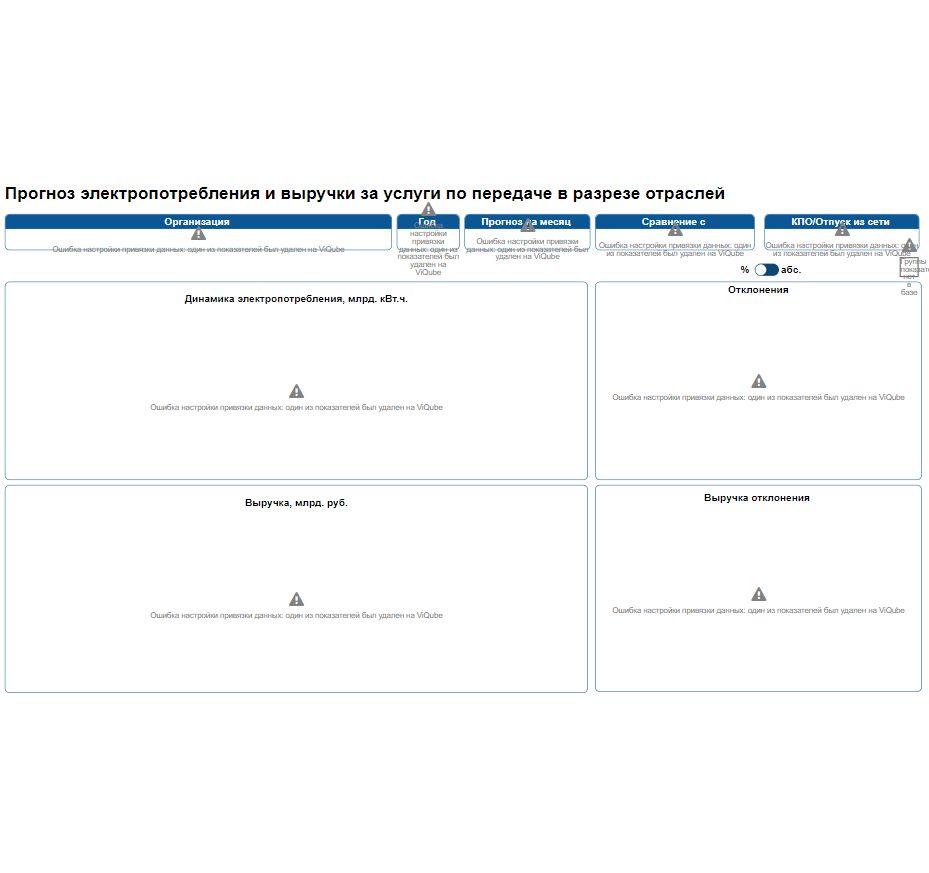 Прогноз электропотребления и выручки за услуги по передаче в разрезе отраслей
Организация
Ошибка настройки привязки данных: один из показателей был удален на ViQube
Год
настройки
привязки
данных: один из
показателей был
удален на
ViQube
Прогноз на месяц
Ошибка настройки привязки
данных: один из показателей был
удален на ViQube
Сравнение с
Ошибка настройки привязки данных: один
из показателей был удален на ViQube
КПО/Отпуск из сети
Ошибка настройки привязки данных: один
из показателей был удален на ViQube
Группы
показат
нет
в
базе
% абс.
Динамика электропотребления, млрд. кВт.ч.
Ошибка настройки привязки данных: один из показателей был удален на ViQube
Отклонения
Ошибка настройки привязки данных: один из показателей был удален на ViQube
Выручка, млрд. руб.
Ошибка настройки привязки данных: один из показателей был удален на ViQube
Выручка отклонения
Ошибка настройки привязки данных: один из показателей был удален на ViQube